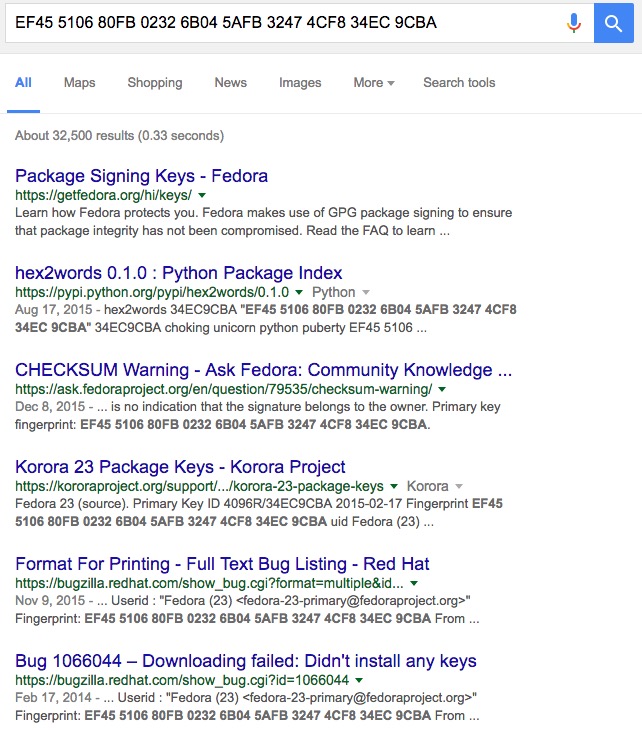 EF45 5106 80FB 0232 6B04 5AFB 3247 4CF8 34EC 9CBA
All Maps Shopping News Images More Search tools
About 32,500 results (0.33 seconds)
Package Signing Keys - Fedora
https://getfedora.org/hi/keys/
Learn how Fedora protects you. Fedora makes use of GPG package signing to ensure
that package integrity has not been compromised. Read the FAQ to learn ...
hex2words 0.1.0 : Python Package Index
https://pypi.python.org/pypi/hex2words/0.1.0 Python
Aug 17, 2015 - hex2words 34EC9CBA "EF45 5106 80FB 0232 6B04 5AFB 3247 4CF8
34EC 9CBA" 34EC9CBA choking unicorn python puberty EF45 5106 ...
CHECKSUM Warning - Ask Fedora: Community Knowledge ...
https://ask.fedoraproject.org/en/question/79535/checksum-warning/
Dec 8, 2015 - ... is no indication that the signature belongs to the owner. Primary key
fingerprint: EF45 5106 80FB 0232 6B04 5AFB 3247 4CF8 34EC 9CBA.
Korora 23 Package Keys - Korora Project
https://kororaproject.org/support/.../korora-23-package-keys Korora
Fedora 23 (source). Primary Key ID 4096R/34EC9CBA 2015-02-17 Fingerprint EF45
5106 80FB 0232 6B04 5AFB 3247 4CF8 34EC 9CBA uid Fedora (23) ...
Format For Printing - Full Text Bug Listing - Red Hat
https://bugzilla.redhat.com/show_bug.cgi?format=multiple&id...
Nov 9, 2015 - ... Userid : "Fedora (23) <fedora-23-primary@fedoraproject.org>"
Fingerprint: EF45 5106 80FB 0232 6B04 5AFB 3247 4CF8 34EC 9CBA From ...
Bug 1066044 – Downloading failed: Didn't install any keys
https://bugzilla.redhat.com/show_bug.cgi?id=1066044
Feb 17, 2014 - ... Userid : "Fedora (23) <fedora-23-primary@fedoraproject.org>"
Fingerprint: EF45 5106 80FB 0232 6B04 5AFB 3247 4CF8 34EC 9CBA From ...